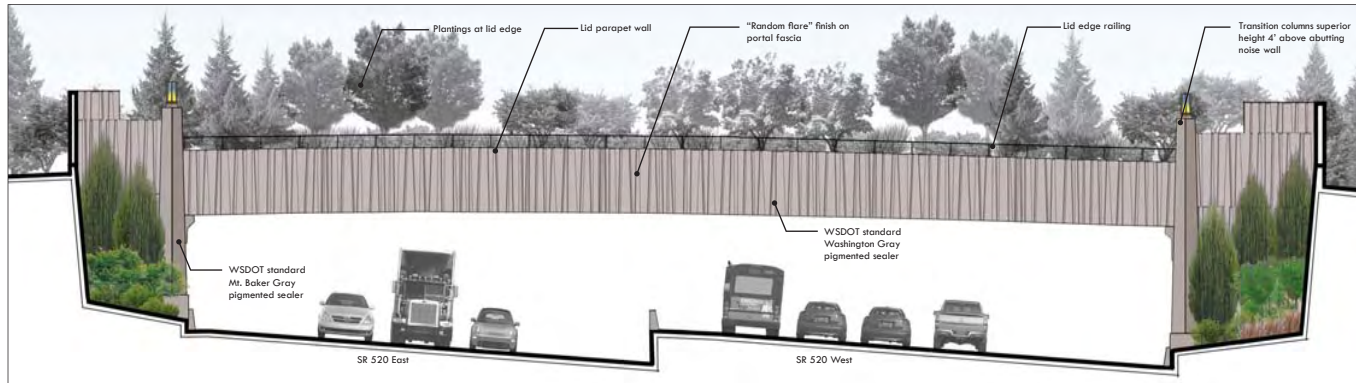 Plantings at lid edge
Lid parapet wall
“Random flare” finish on
portal fascia
Lid edge railing
Transition columns superior
height 4’ above abutting
noise wall
WSDOT standard
Mt. Baker Gray
pigmented sealer
WSDOT standard
Washington Gray
pigmented sealer
SR 520 East
SR 520 West